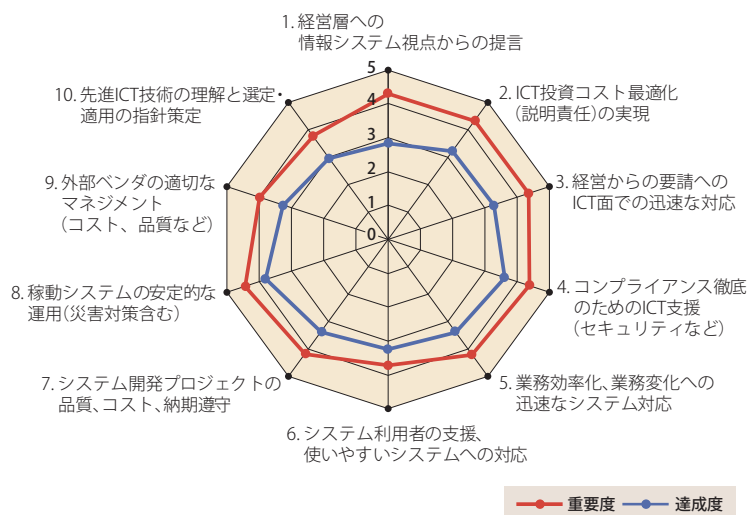 1. 経営層への
情報システム視点からの提言
5
4
3
2
1
0
2. ICT投資コスト最適化
(説明責任)の実現
3. 経営からの要請への
ICT面での迅速な対応
4. コンプライアンス徹底
のためのICT支援
(セキュリティなど)
5. 業務効率化、業務変化への
迅速なシステム対応
6. システム利用者の支援、
使いやすいシステムへの対応
7. システム開発プロジェクトの
品質、コスト、納期遵守
8. 稼動システムの安定的な
運用(災害対策含む)
9. 外部ベンダの適切な
マネジメント
(コスト、品質など)
10. 先進ICT技術の理解と選定・
適用の指針策定
重要度 達成度